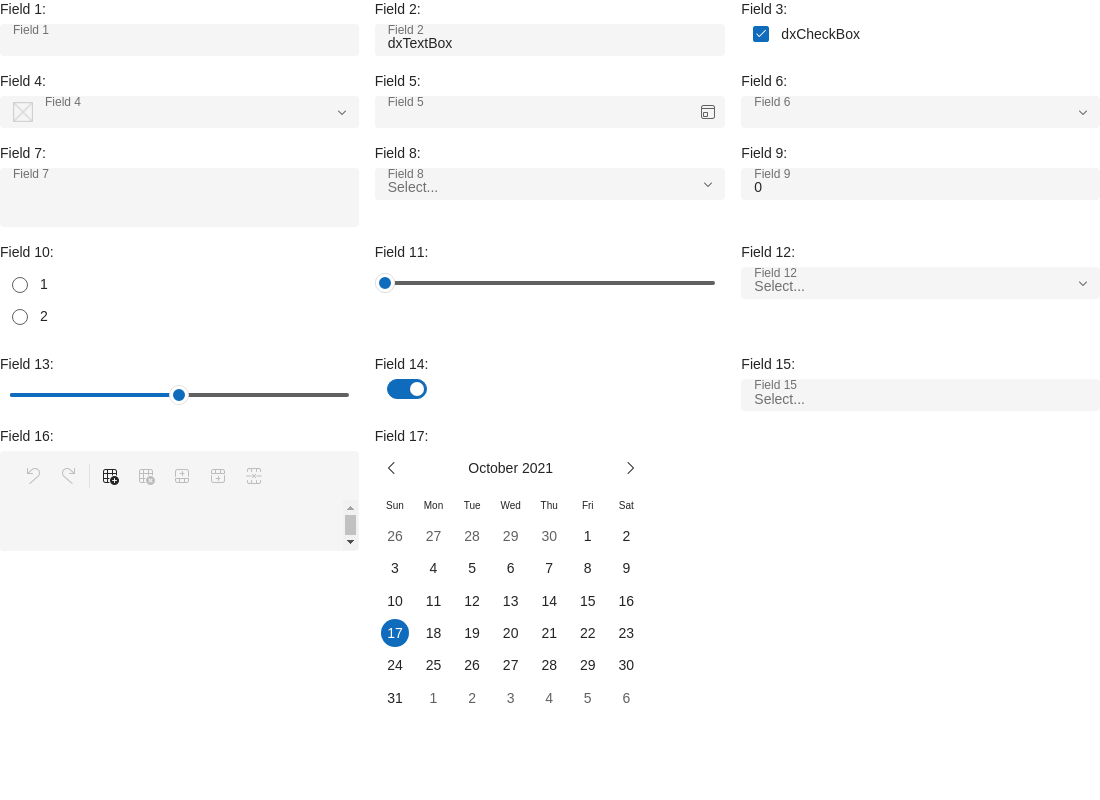 Field 1: Field 2: Field 3:
Field 1 Field 2
dxTextBox dxCheckBox
Field 4: Field 5: Field 6:
Field 4 Field 5 Field 6
Field 7: Field 8: Field 9:
Field 7 Field 8 Field 9
Select... 0
Field 10: Field 11: Field 12:
1 Field 12
Select...
2
Field 13: Field 14: Field 15:
Field 15
Select...
Field 16: Field 17:
October 2021
Sun Mon Tue Wed Thu Fri Sat
26 27 28 29 30 1 2
3 4 5 6 7 8 9
10 11 12 13 14 15 16
17 18 19 20 21 22 23
24 25 26 27 28 29 30
31 1 2 3 4 5 6